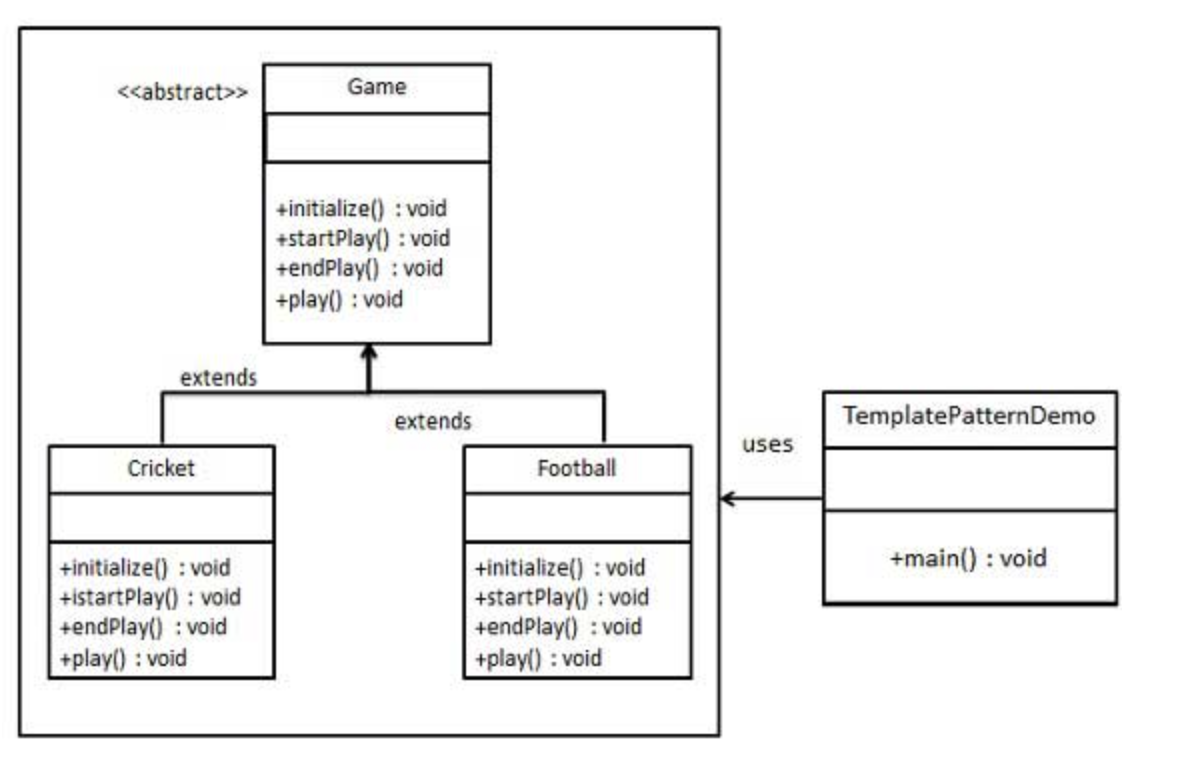 <<abstract>>
Game
+initialize() : void
+startPlay() : void
+endPlay() : void
+play() : void
extends
extends
Cricket
+initialize() : void
+istartPlay() : void
+endPlay() : void
+play() : void
Football
+initialize() : void
+startPlay() : void
+endPlay() : void
+play() : void
uses
TemplatePatternDemo
+main() : void